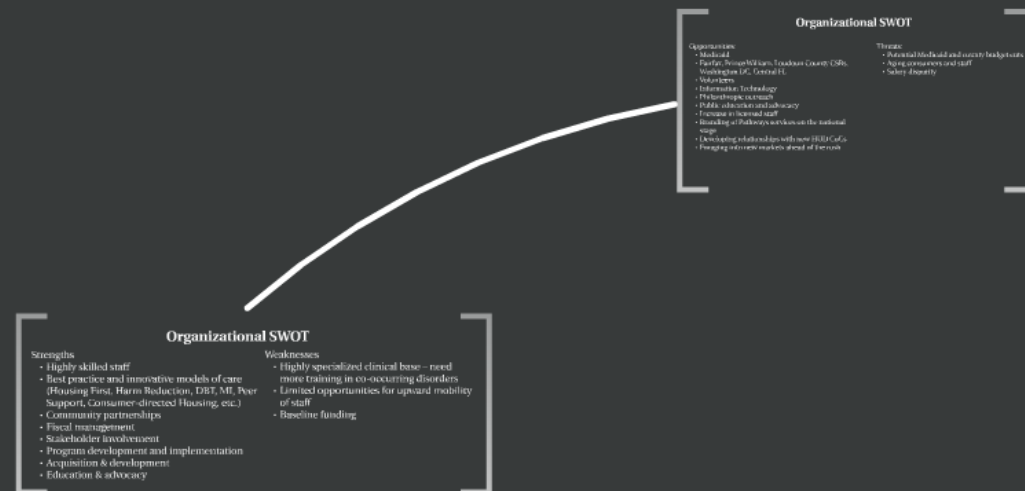 Organizational SWOT
Opportunities
• Medicaid
• Fairfax, Prince William, Loudoun County CSBs,
Washington DC, Central FL
• Volunteers
• Information Technology
• Philanthropic outreach
• Public education and advocacy
• Increase in licensed staff
• Branding of Pathways services on the national
stage
• Developing relationships with new HUD CoCs
• Foraging into new markets ahead of the rush
Threats
• Potential Medicaid and county budget cuts
• Aging consumers and staff
• Salary disparity
Organizational SWOT
Strengths
• Highly skilled staff
• Best practice and innovative models of care
(Housing First, Harm Reduction, DBT, MI, Peer
Support, Consumer-directed Housing, etc.)
• Community partnerships
• Fiscal management
• Stakeholder involvement
• Program development and implementation
• Acquisition & development
• Education & advocacy
Weaknesses
• Highly specialized clinical base – need
more training in co-occurring disorders
• Limited opportunities for upward mobility
of staff
• Baseline funding